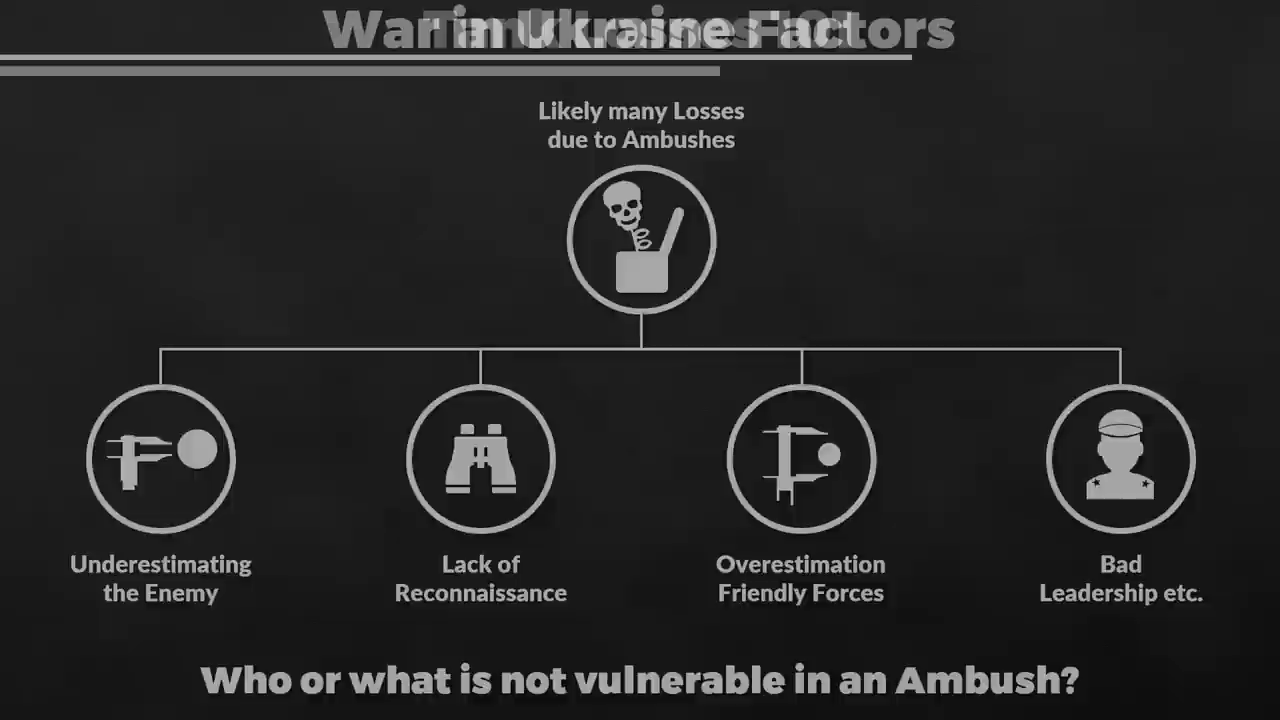 War in Ukraine Factors
Likely many Losses
due to Ambushes
Underestimating
the Enemy
Lack of
Reconnaissance
Overestimation
Friendly Forces
Bad
Leadership etc.
Who or what is not vulnerable in an Ambush?